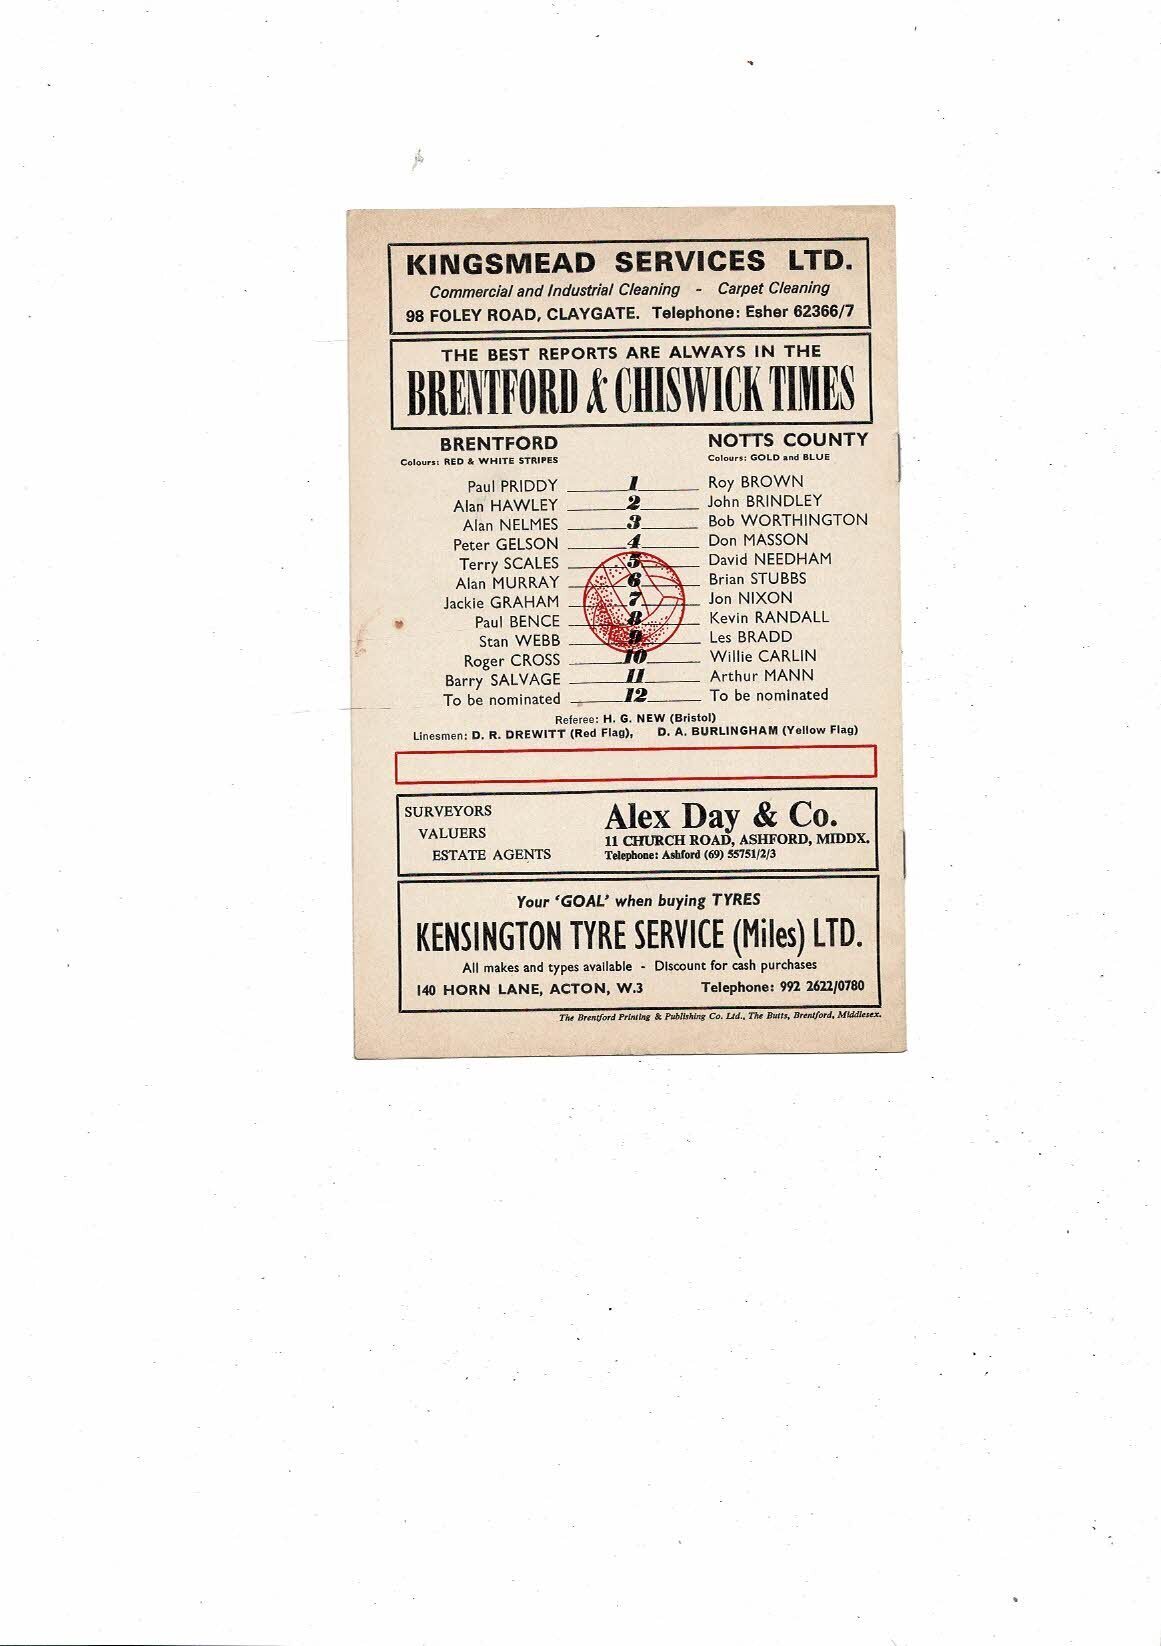 KINGSMEAD SERVICES LTD.
Commercial and Industrial Cleaning - Carpet Cleaning
98 FOLEY ROAD, CLAYGATE. Telephone: Esher 62366/7
THE BEST REPORTS ARE ALWAYS IN THE
BRENTFORD & CHISWICK TIMES
BRENTFORD NOTTS COUNTY
Colours: RED & WHITE STRIPES Colours: GOLD and BLUE
Paul PRIDDY 1 Roy BROWN
Alan HAWLEY 2 John BRINDLEY
Alan NELMES 3 Bob WORTHINGTON
Peter GELSON 4 Don MASSON
Terry SCALES 5 David NEEDHAM
Alan MURRAY 6 Brian STUBBS
Jackie GRAHAM 7 Jon NIXON
Paul BENCE 8 Kevin RANDALL
Stan WEBB 9 Les BRADD
Roger CROSS 10 Willie CARLIN
Barry SALVAGE 11 Arthur MANN
To be nominated 12 To be nominated
Referee: H. G. NEW (Bristol)
Linesmen: D. R. DREWITT (Red Flag), D. A. BURLINGHAM (Yellow Flag)
SURVEYORS
VALUERS
ESTATE AGENTS
Alex Day & Co.
11 CHURCH ROAD, ASHFORD, MIDDX.
Telephone: Ashford (69) 55751/2/3
Your 'GOAL' when buying TYRES
KENSINGTON TYRE SERVICE (Miles) LTD.
All makes and types available - Discount for cash purchases
140 HORN LANE, ACTON, W.3 Telephone: 992 2622/0780
The Brentford Printing & Publishing Co. Ltd., The Butts, Brentford, Middlesex.